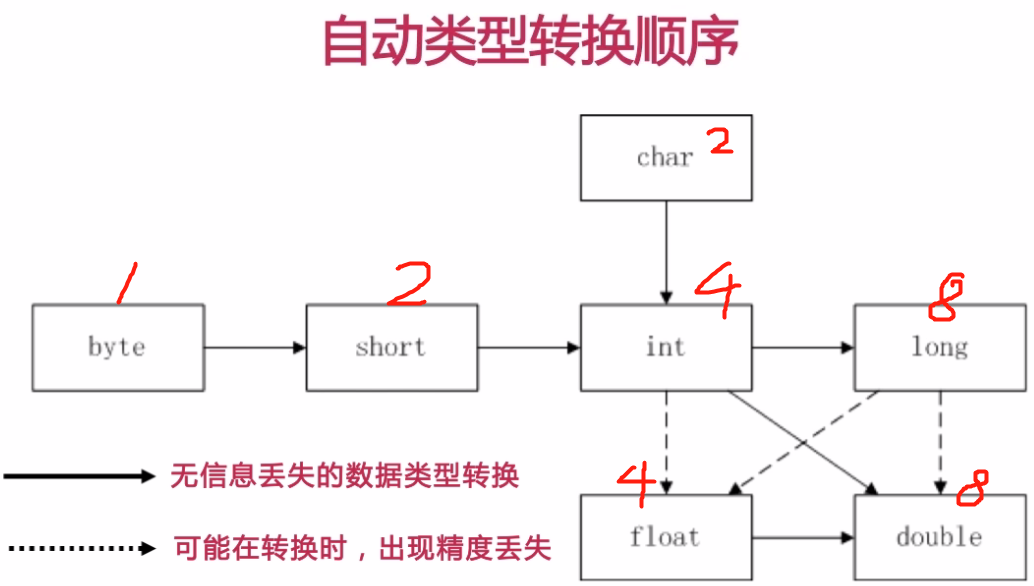 自动类型转换顺序
char 2
1 2 4 8
byte short int long
无信息丢失的数据类型转换
4 8
float double
可能在转换时，出现精度丢失